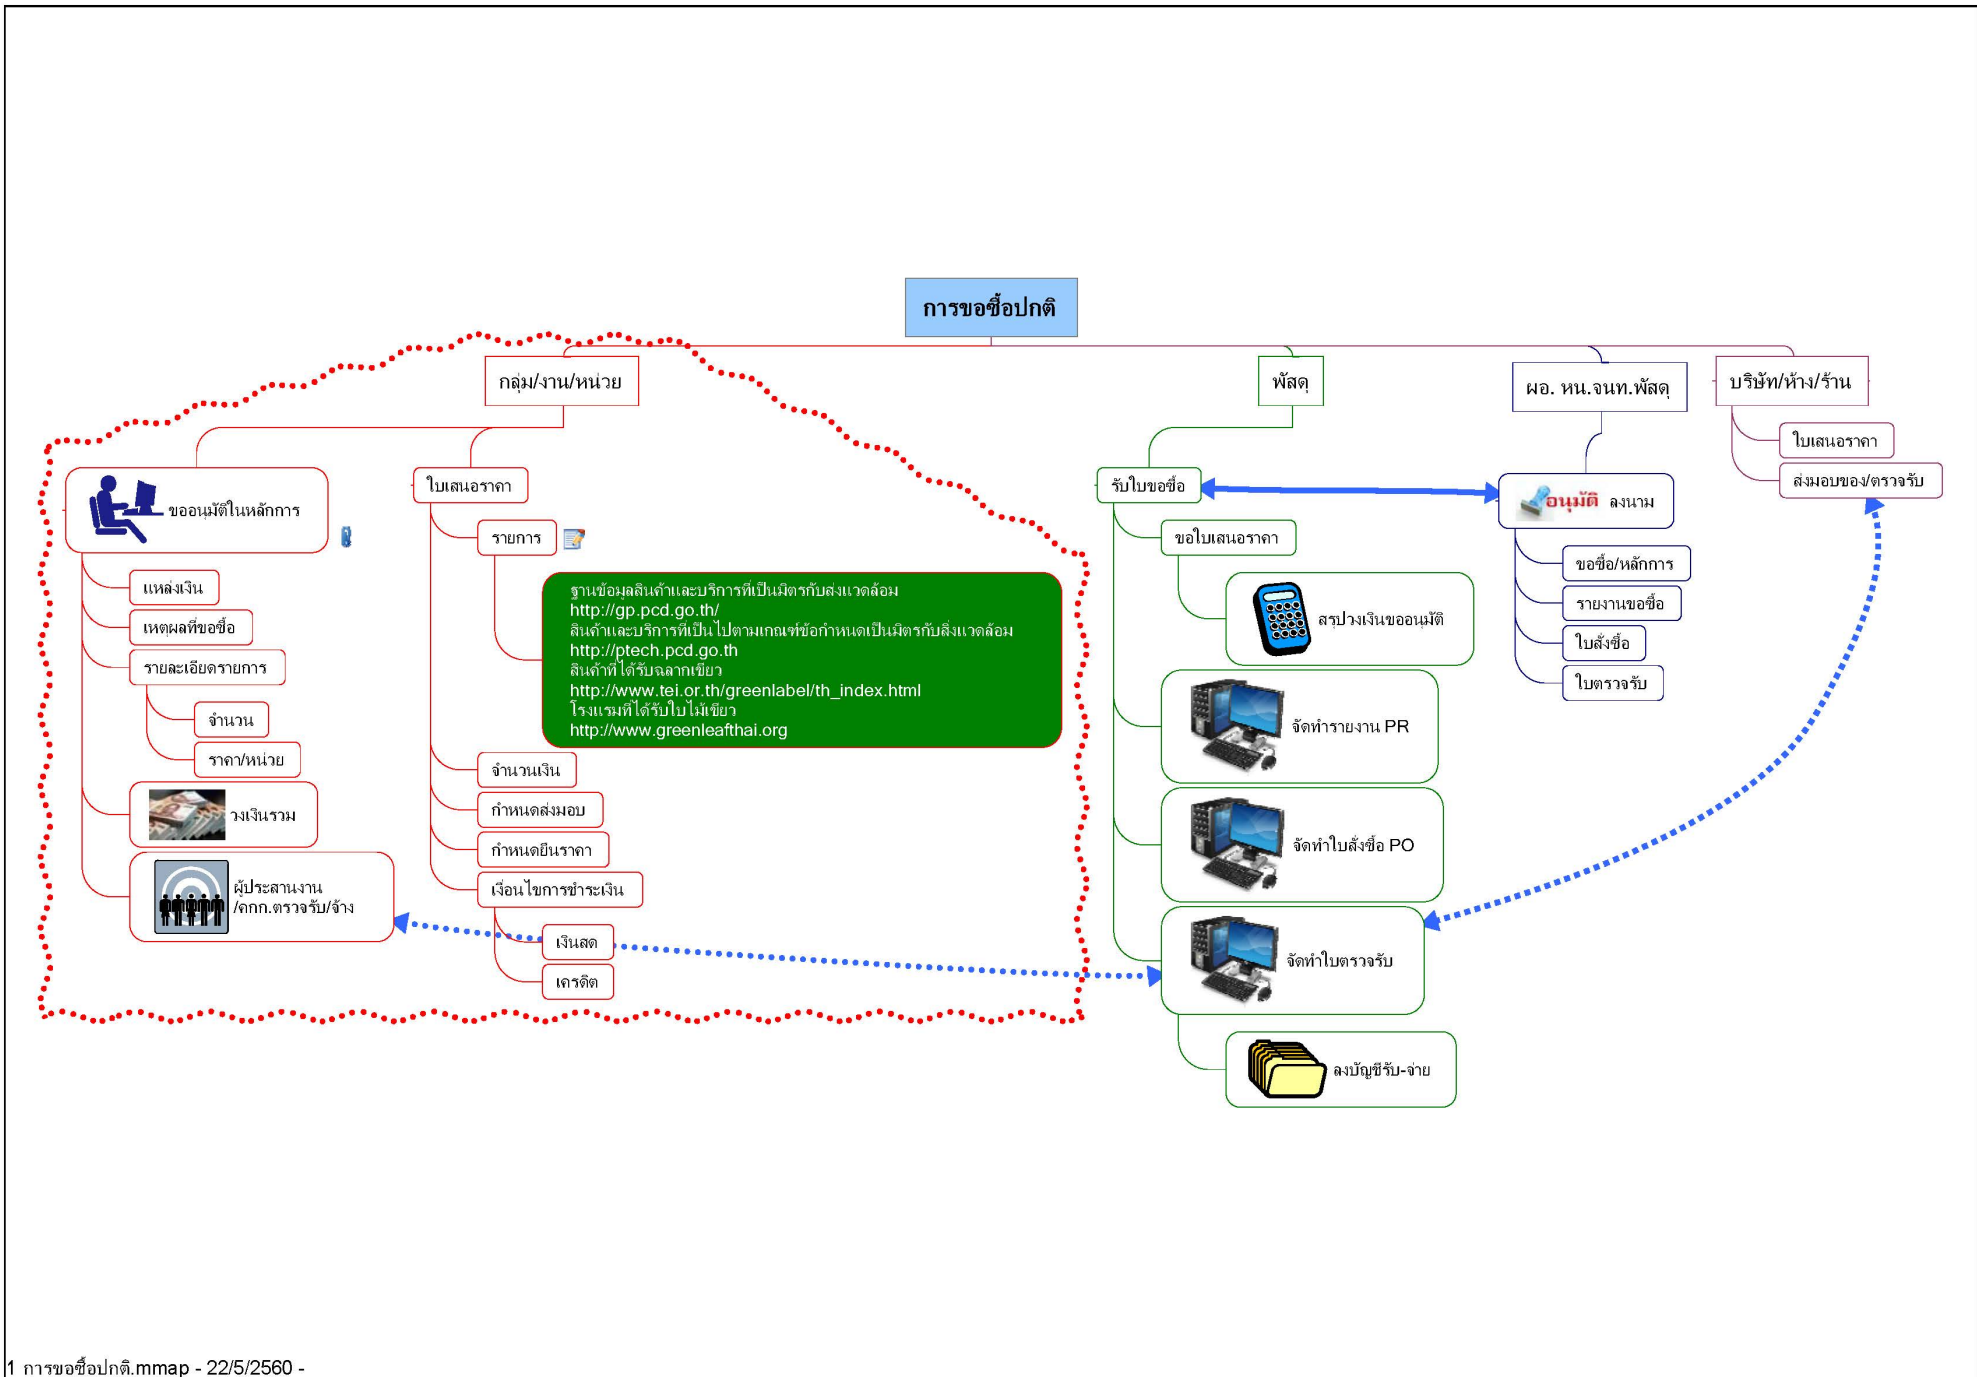 การขอซื้อปกติ
กลุ่ม/งาน/หน่วย
ขออนุมัติในหลักการ
แหล่งเงิน
เหตุผลที่ขอซื้อ
รายละเอียดรายการ
จำนวน
ราคา/หน่วย
วงเงินรวม
ผู้ประสานงาน
/คกก.ตรวจรับ/จ้าง
ใบเสนอราคา
รายการ
ฐานข้อมูลสินค้าและบริการที่เป็นมิตรกับส่งแวดล้อม
http://gp.pcd.go.th/
สินค้าและบริการที่เป็นไปตามเกณฑ์ข้อกำหนดเป็นมิตรกับสิ่งแวดล้อม
http://ptech.pcd.go.th
สินค้าที่ได้รับฉลากเขียว
http://www.tei.or.th/greenlabel/th_index.html
โรงแรมที่ได้รับใบไม้เขียว
http://www.greenleafthai.org
จำนวนเงิน
กำหนดส่งมอบ
กำหนดยืนราคา
เงื่อนไขการชำระเงิน
เงินสด
เครดิต
พัสดุ
รับใบขอซื้อ
ขอใบเสนอราคา
สรุปวงเงินขออนุมัติ
จัดทำรายงาน PR
จัดทำใบสั่งซื้อ PO
จัดทำใบตรวจรับ
ลงบัญชีรับ-จ่าย
ผอ. หน.จนท.พัสดุ
อนุมัติ ลงนาม
ขอซื้อ/หลักการ
รายงานขอซื้อ
ใบสั่งซื้อ
ใบตรวจรับ
บริษัท/ห้าง/ร้าน
ใบเสนอราคา
ส่งมอบของ/ตรวจรับ
1 การขอซื้อปกติ.mmap - 22/5/2560 -